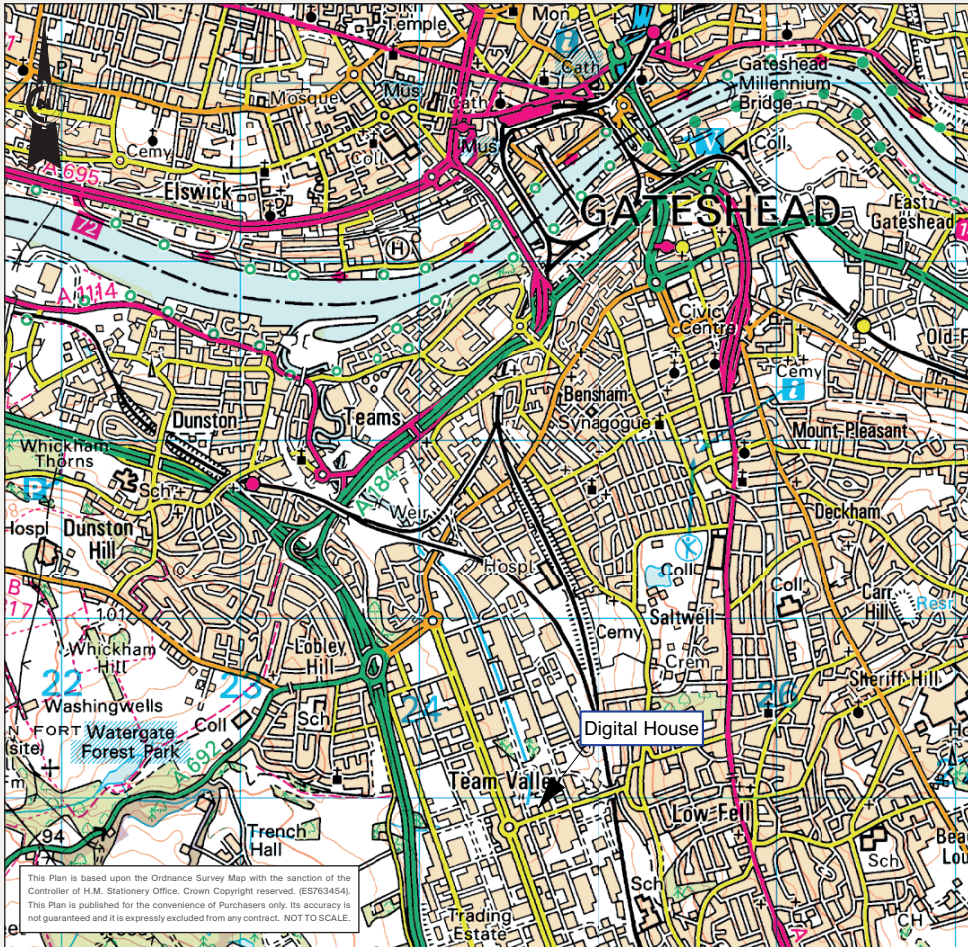 Temple
Mon
i
Cath
P
Mosque
Mus
Cath
Gateshead
Millennium
Bridge
Mus
V
Coll
Cemy
Coll
A 695
Elswick
GATESHEAD
East
Gateshead
72
H
A 1114
Civic
Centre
Old F
Cemy
i
Bensham
Dunston
Teams
Synagogue
Mount Pleasant
Whickham
Thorns
P
Sch
A 184
Weir
Deckham
Hospl
Dunston
Hill
Hospl
Coll
Coll
Carr
Hill
Resr
B
101
Saltwell
Cemy
Whickham
Hill
Lobley
Hill
Crem
Sheriff Hill
22
23
24
26
Washingwells
Coll
Sch
Digital House
N FORT
Watergate
Forest Park
(site)
A 692
Team Valle
Low Fell
94
Trench
Hall
Sch
Bea
Lou
This Plan is based upon the Ordnance Survey Map with the sanction of the
Controller of H.M. Stationery Office. Crown Copyright reserved. (ES763454).
This Plan is published for the convenience of Purchasers only. Its accuracy is
not guaranteed and it is expressly excluded from any contract. NOT TO SCALE.
Sch
Trading
Estate
CH
A